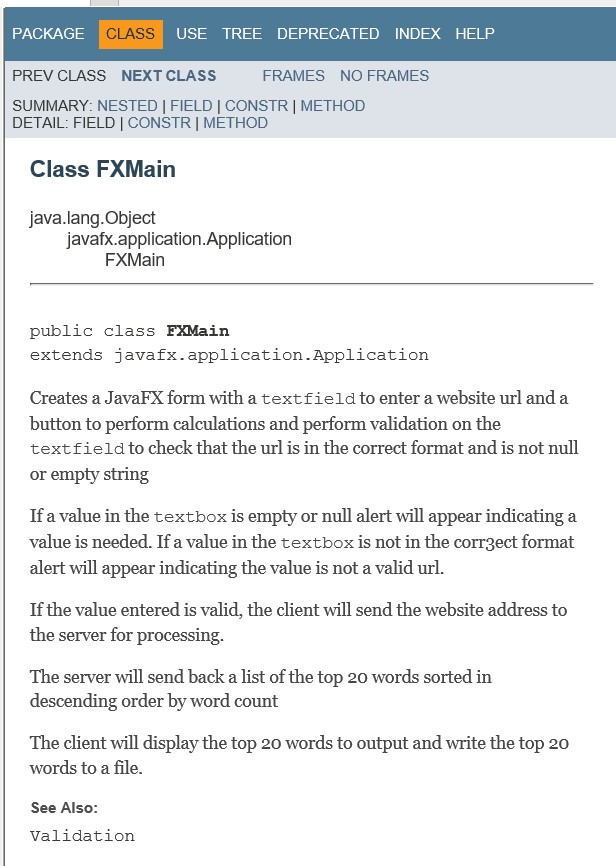 PACKAGE CLASS USE TREE DEPRECATED INDEX HELP
PREV CLASS NEXT CLASS FRAMES NO FRAMES
SUMMARY: NESTED | FIELD | CONSTR | METHOD
DETAIL: FIELD | CONSTR | METHOD
Class FXMain
java.lang.Object
javafx.application.Application
FXMain
public class FXMain
extends javafx.application.Application
Creates a JavaFX form with a textfield to enter a website url and a
button to perform calculations and perform validation on the
textfield to check that the url is in the correct format and is not null
or empty string
If a value in the textbox is empty or null alert will appear indicating a
value is needed. If a value in the textbox is not in the corr3ect format
alert will appear indicating the value is not a valid url.
If the value entered is valid, the client will send the website address to
the server for processing.
The server will send back a list of the top 20 words sorted in
descending order by word count
The client will display the top 20 words to output and write the top 20
words to a file.
See Also:
Validation